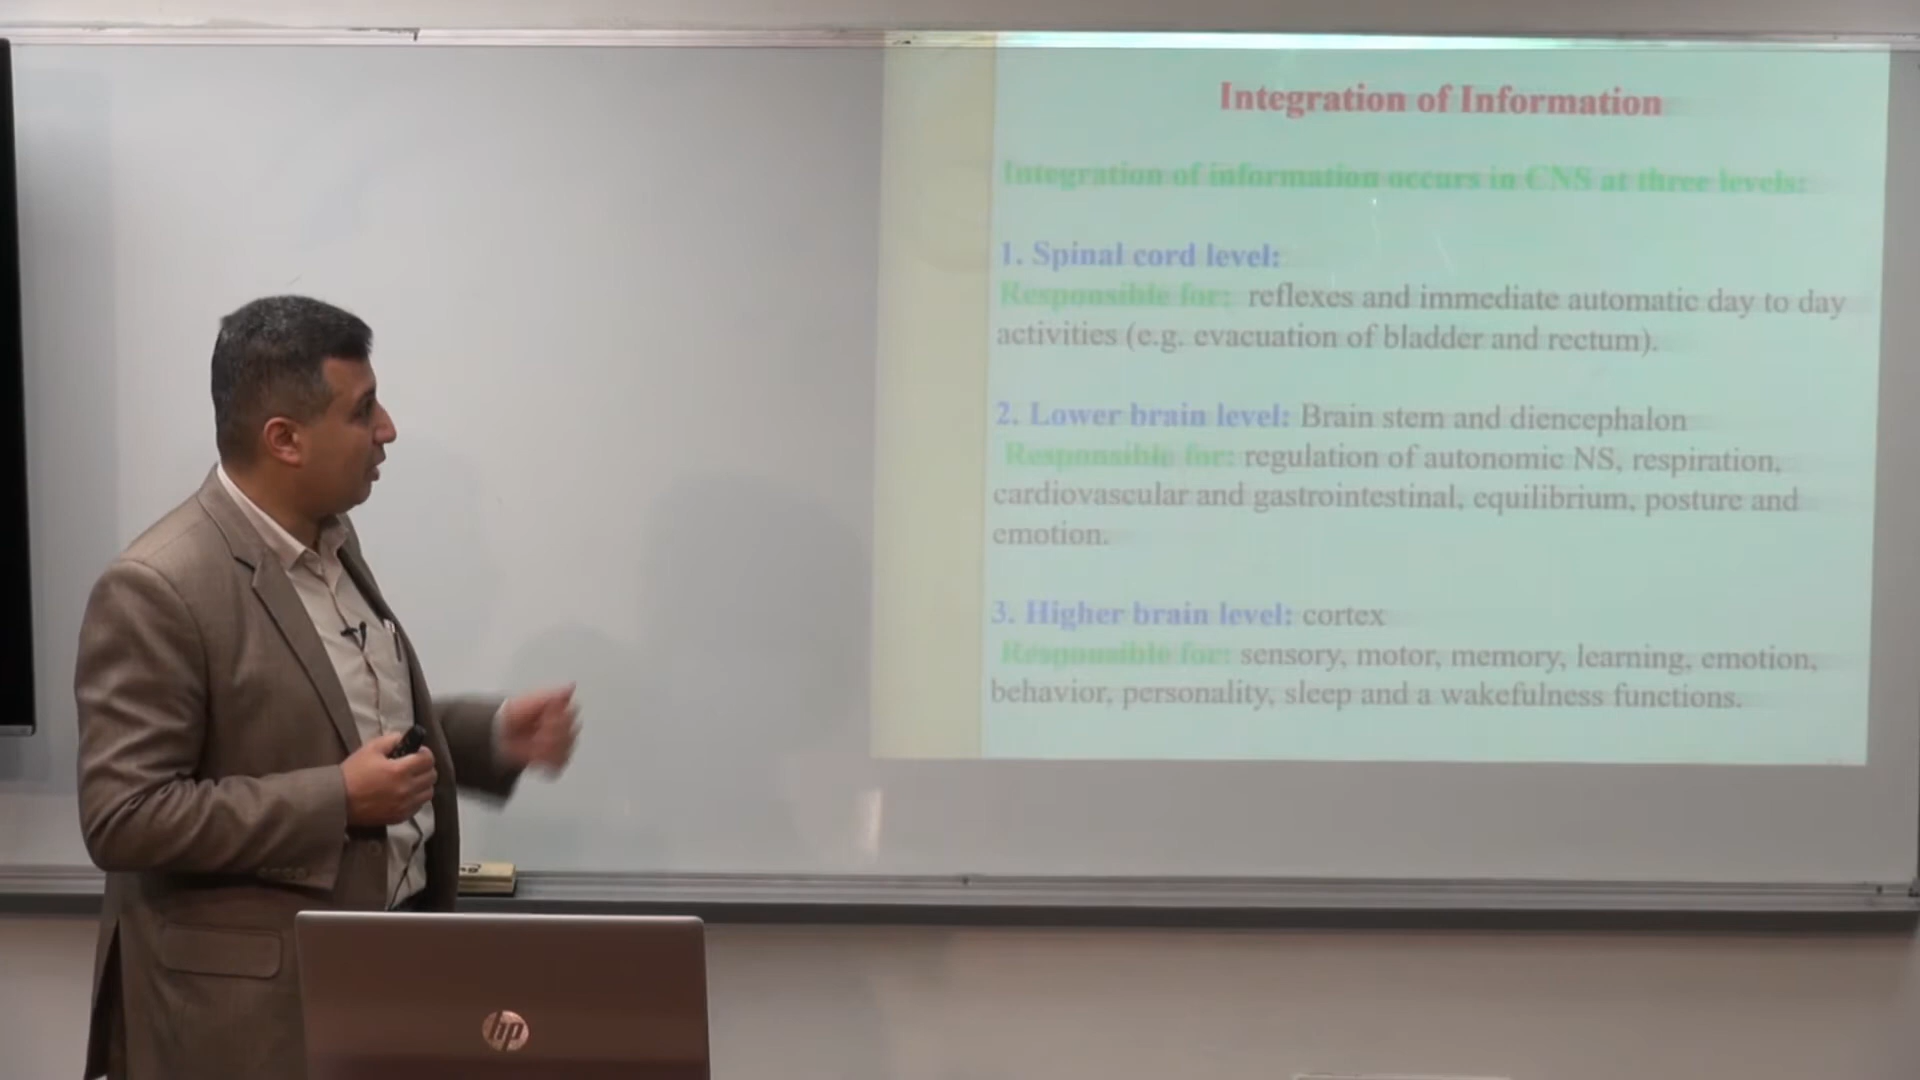 Integration of Information
Integration of information occurs in CNS at three levels:
1. Spinal cord level:
Responsible for: reflexes and immediate automatic day to day
activities (e.g. evacuation of bladder and rectum).
2. Lower brain level: Brain stem and diencephalon
Responsible for: regulation of autonomic NS, respiration,
cardiovascular and gastrointestinal, equilibrium, posture and
emotion.
3. Higher brain level: cortex
Responsible for: sensory, motor, memory, learning, emotion,
behavior, personality, sleep and a wakefulness functions.
hp